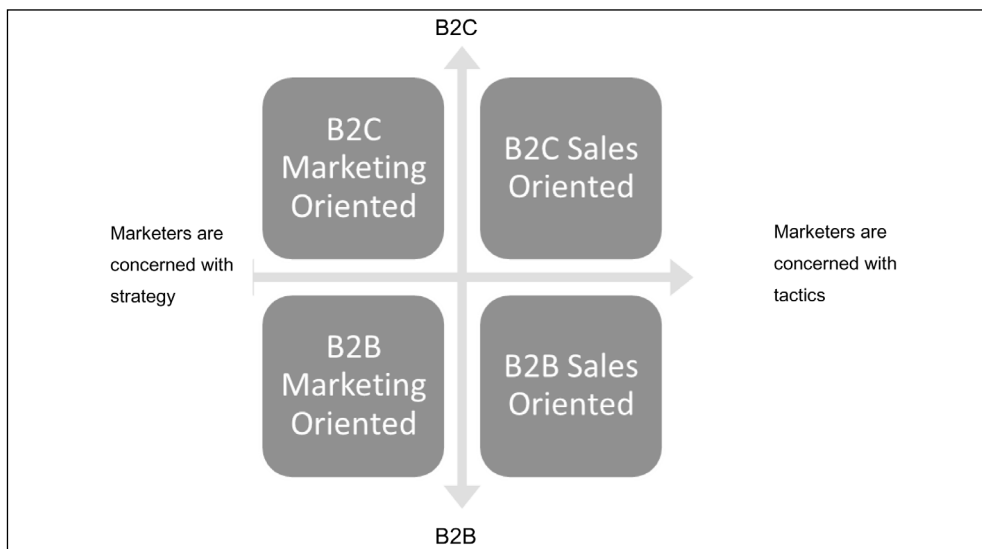 B2C
B2C
Marketing
Oriented
B2C Sales
Oriented
Marketers are
concerned with
strategy
Marketers are
concerned with
tactics
B2B
Marketing
Oriented
B2B Sales
Oriented
B2B